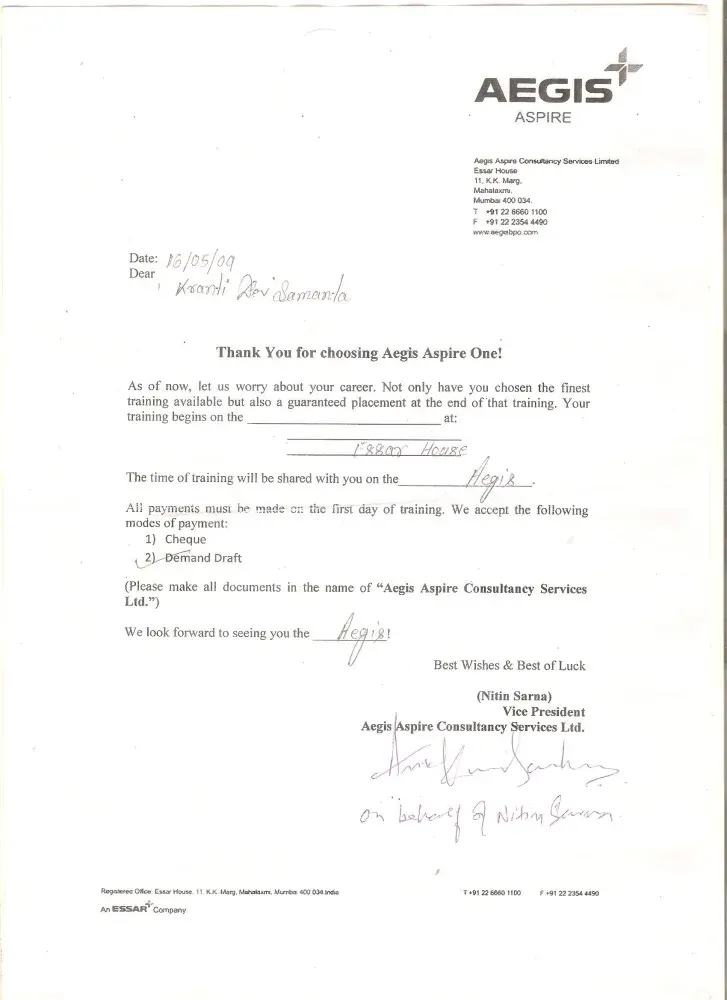 AEGIS
ASPIRE
Aegis Aspire Consultancy Services Limited
Essar House
11, K.K. Marg,
Mahalaxmi,
Mumbai 400 034.
T +91 22 6660 1100
F +91 22 2354 4490
www.aegisbpo.com
Date: 16/05/09
Dear
Kranti Dev Samanta
Thank You for choosing Aegis Aspire One!
As of now, let us worry about your career. Not only have you chosen the finest
training available but also a guaranteed placement at the end of that training. Your
training begins on the at:
Essar House
The time of training will be shared with you on the Aegis.
All payments must be made on the first day of training. We accept the following
modes of payment:
1) Cheque
2) Demand Draft
(Please make all documents in the name of “Aegis Aspire Consultancy Services
Ltd.”)
We look forward to seeing you the Aegis!
Best Wishes & Best of Luck
(Nitin Sarna)
Vice President
Aegis Aspire Consultancy Services Ltd.
On behalf of Nitin Sarna
Registered Office: Essar House, 11, K.K. Marg, Mahalaxmi, Mumbai 400 034.India T +91 22 6660 1100 F +91 22 2354 4490
An ESSAR Company